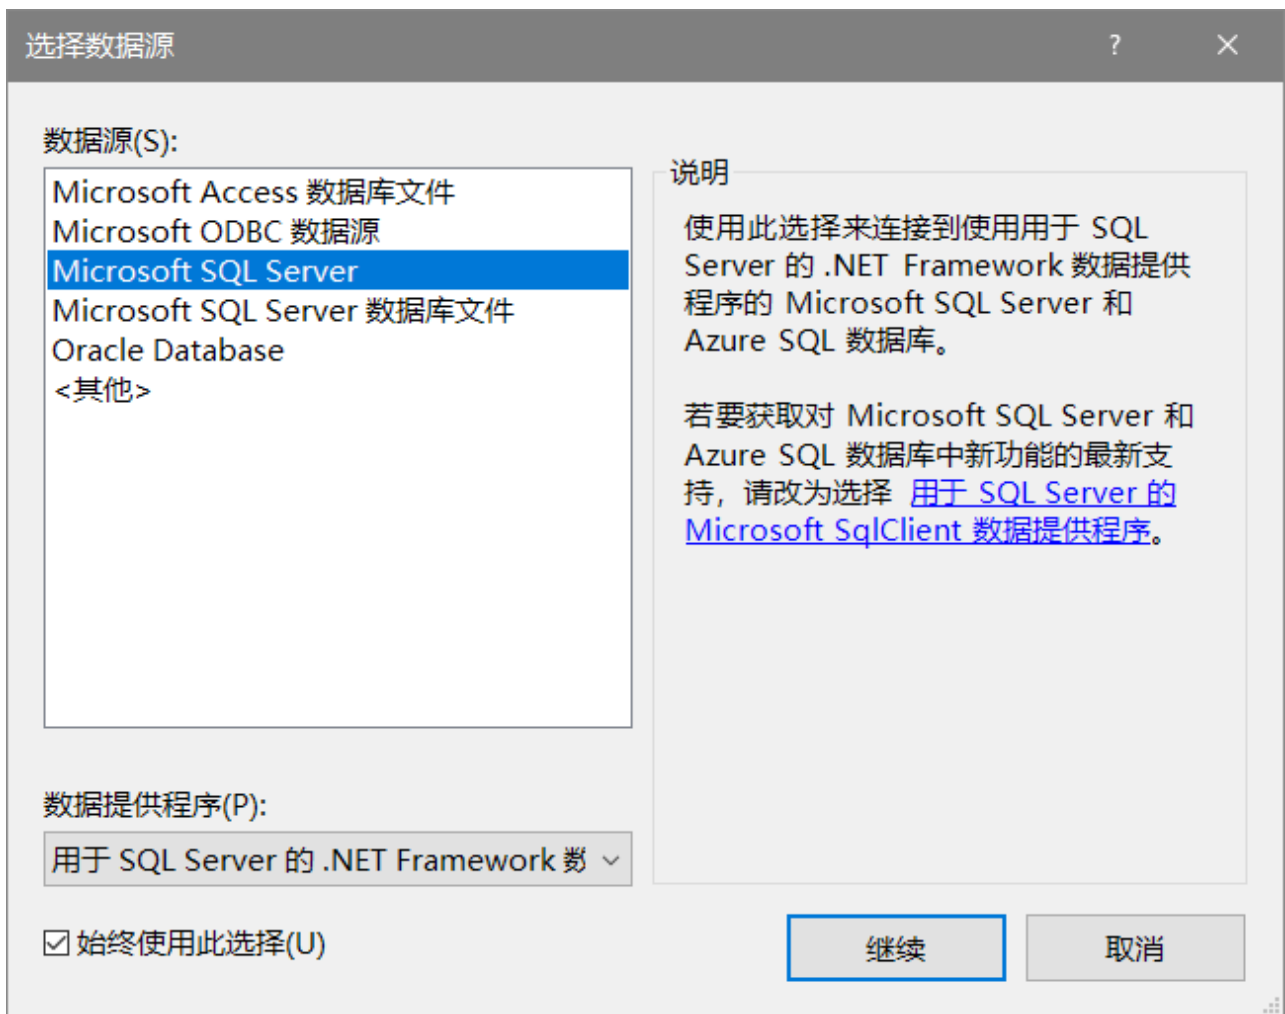 选择数据源
数据源(S):
Microsoft Access 数据库文件
Microsoft ODBC 数据源
Microsoft SQL Server
Microsoft SQL Server 数据库文件
Oracle Database
<其他>
说明
使用此选择来连接到使用用于 SQL
Server 的 .NET Framework 数据提供
程序的 Microsoft SQL Server 和
Azure SQL 数据库。
若要获取对 Microsoft SQL Server 和
Azure SQL 数据库中新功能的最新支
持，请改为选择 用于 SQL Server 的
Microsoft SqlClient 数据提供程序。
数据提供程序(P):
用于 SQL Server 的 .NET Framework 数
始终使用此选择(U)
继续
取消